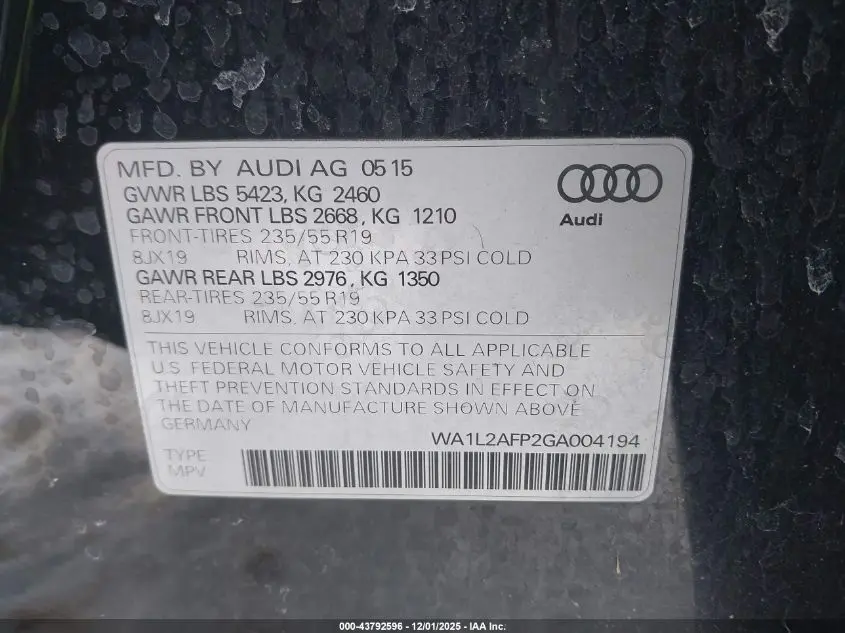 MFD. BY AUDI AG 05 15
GVWR LBS 5423, KG 2460
GAWR FRONT LBS 2668, KG 1210
FRONT-TIRES 235/55 R19
8JX19 RIMS, AT 230 KPA 33 PSI COLD
GAWR REAR LBS 2976, KG 1350
REAR-TIRES 235/55 R19
8JX19 RIMS, AT 230 KPA 33 PSI COLD
Audi
THIS VEHICLE CONFORMS TO ALL APPLICABLE
U.S. FEDERAL MOTOR VEHICLE SAFETY AND
THEFT PREVENTION STANDARDS IN EFFECT ON
THE DATE OF MANUFACTURE SHOWN ABOVE
GERMANY
WA1L2AFP2GA004194
TYPE
MPV
000-43792596 - 12/01/2025 - IAA Inc.